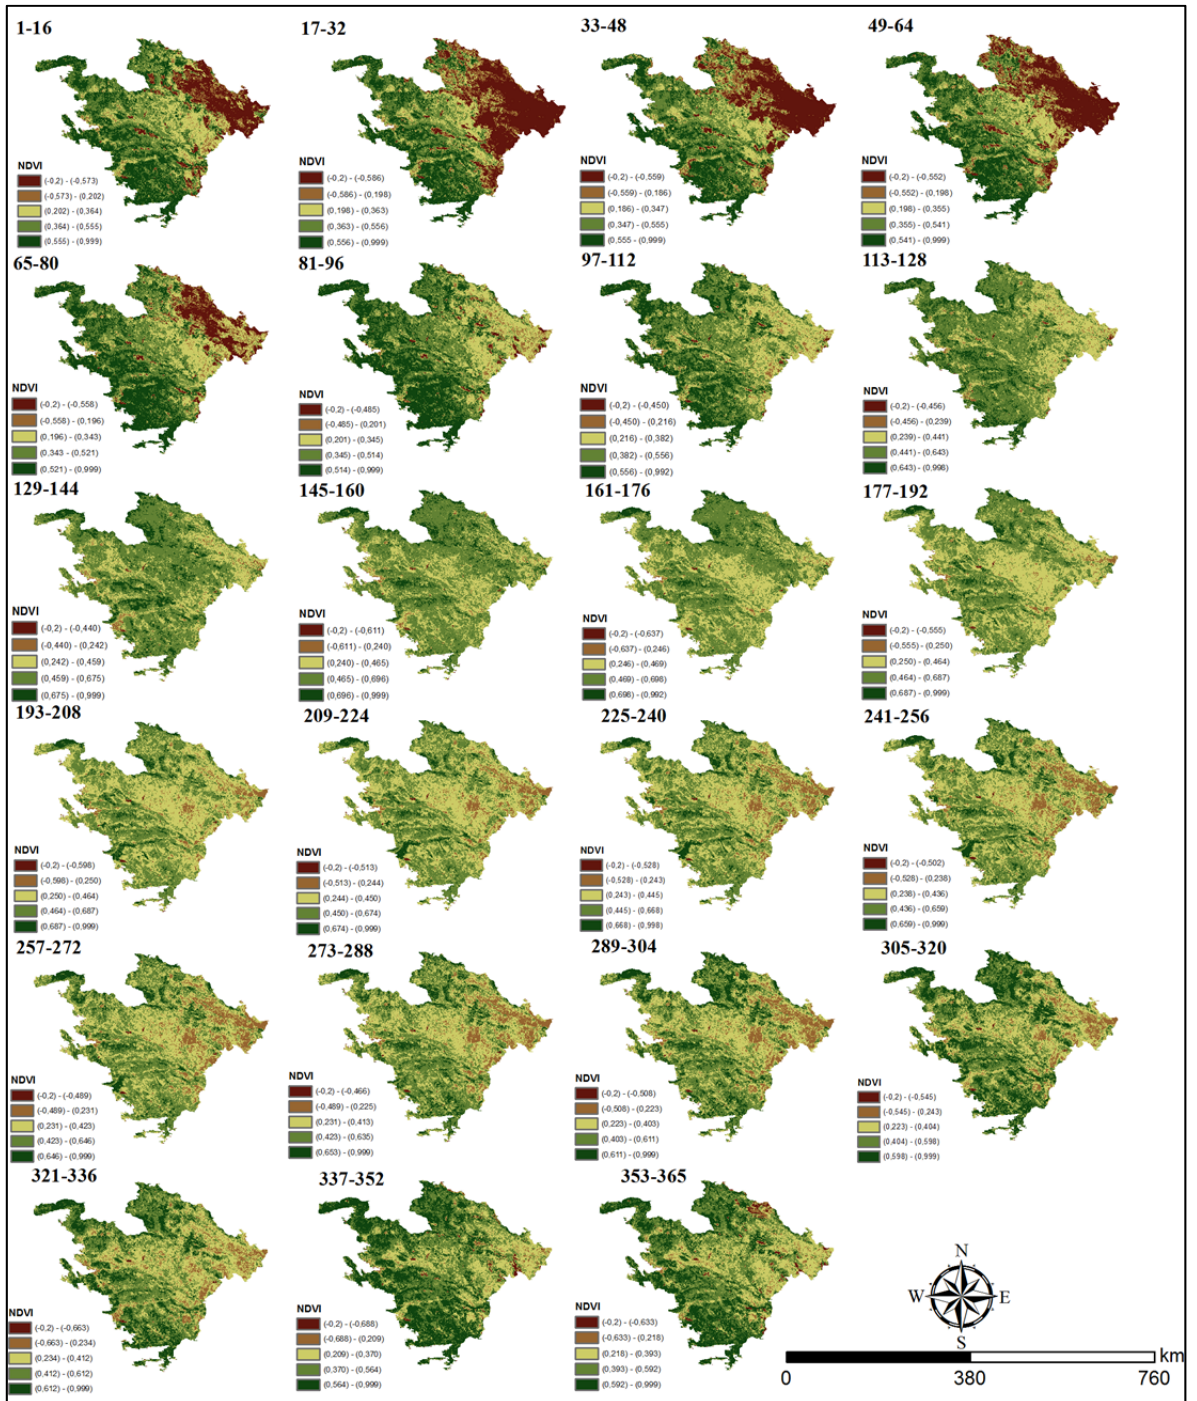 1-16
17-32
33-48
49-64
NDVI
(-0,2) - (-0,573)
(-0,573) - (0,202)
(0,202) - (0,364)
(0,364) - (0,555)
(0,555) - (0,999)
NDVI
(-0,2) - (-0,586)
(-0,586) - (0,198)
(0,198) - (0,363)
(0,363) - (0,556)
(0,556) - (0,999)
NDVI
(-0,2) - (-0,559)
(-0,559) - (0,186)
(0,186) - (0,347)
(0,347) - (0,555)
(0,555 - (0,999)
NDVI
(-0,2) - (-0,552)
(-0,552) - (0,198)
(0,198) - (0,355)
(0,355) - (0,541)
(0,541) - (0,999)
65-80
81-96
97-112
113-128
NDVI
(-0,2) - (-0,558)
(-0,558) - (0,196)
(0,196) - (0,343)
(0,343 - (0,521)
(0,521) - (0,999)
NDVI
(-0,2) - (-0,485)
(-0,485) - (0,201)
(0,201) - (0,345)
(0,345) - (0,514)
(0,514) - (0,999)
NDVI
(-0,2) - (-0,450)
(-0,450) - (0,216)
(0,216) - (0,382)
(0,382) - (0,556)
(0,556) - (0,992)
NDVI
(-0,2) - (-0,456)
(-0,456) - (0,239)
(0,239) - (0,441)
(0,441) - (0,643)
(0,643) - (0,998)
129-144
145-160
161-176
177-192
NDVI
(-0,2) - (-0,440)
(-0,440) - (0,242)
(0,242) - (0,459)
(0,459) - (0,675)
(0,675) - (0,999)
NDVI
(-0,2) - (-0,611)
(-0,611) - (0,240)
(0,240) - (0,465)
(0,465) - (0,696)
(0,696) - (0,999)
NDVI
(-0,2) - (-0,637)
(-0,637) - (0,246)
(0,246) - (0,469)
(0,469) - (0,698)
(0,698) - (0,992)
NDVI
(-0,2) - (-0,555)
(-0,555) - (0,250)
(0,250) - (0,464)
(0,464) - (0,687)
(0,687) - (0,999)
193-208
209-224
225-240
241-256
NDVI
(-0,2) - (-0,598)
(-0,598) - (0,250)
(0,250) - (0,464)
(0,464) - (0,687)
(0,687) - (0,999)
NDVI
(-0,2) - (-0,513)
(-0,513) - (0,244)
(0,244) - (0,450)
(0,450) - (0,674)
(0,674) - (0,999)
NDVI
(-0,2) - (-0,528)
(-0,528) - (0,243)
(0,243) - (0,445)
(0,445) - (0,668)
(0,668) - (0,998)
NDVI
(-0,2) - (-0,502)
(-0,528) - (0,238)
(0,238) - (0,436)
(0,436) - (0,659)
(0,659) - (0,999)
257-272
273-288
289-304
305-320
NDVI
(-0,2) - (-0,489)
(-0,489) - (0,231)
(0,231) - (0,423)
(0,423) - (0,646)
(0,646) - (0,999)
NDVI
(-0,2) - (-0,466)
(-0,489) - (0,225)
(0,231) - (0,413)
(0,423) - (0,635)
(0,653) - (0,999)
NDVI
(-0,2) - (-0,508)
(-0,508) - (0,223)
(0,223) - (0,403)
(0,403) - (0,611)
(0,611) - (0,999)
NDVI
(-0,2) - (-0,545)
(-0,545) - (0,243)
(0,223) - (0,404)
(0,404) - (0,598)
(0,598) - (0,999)
321-336
337-352
353-365
NDVI
(-0,2) - (-0,663)
(-0,663) - (0,234)
(0,234) - (0,412)
(0,412) - (0,612)
(0,612) - (0,999)
NDVI
(-0,2) - (-0,688)
(-0,688) - (0,209)
(0,209) - (0,370)
(0,370) - (0,564)
(0,564) - (0,999)
NDVI
(-0,2) - (-0,633)
(-0,633) - (0,218)
(0,218) - (0,393)
(0,393) - (0,592)
(0,592) - (0,999)
N
W E
S
km
0 380 760